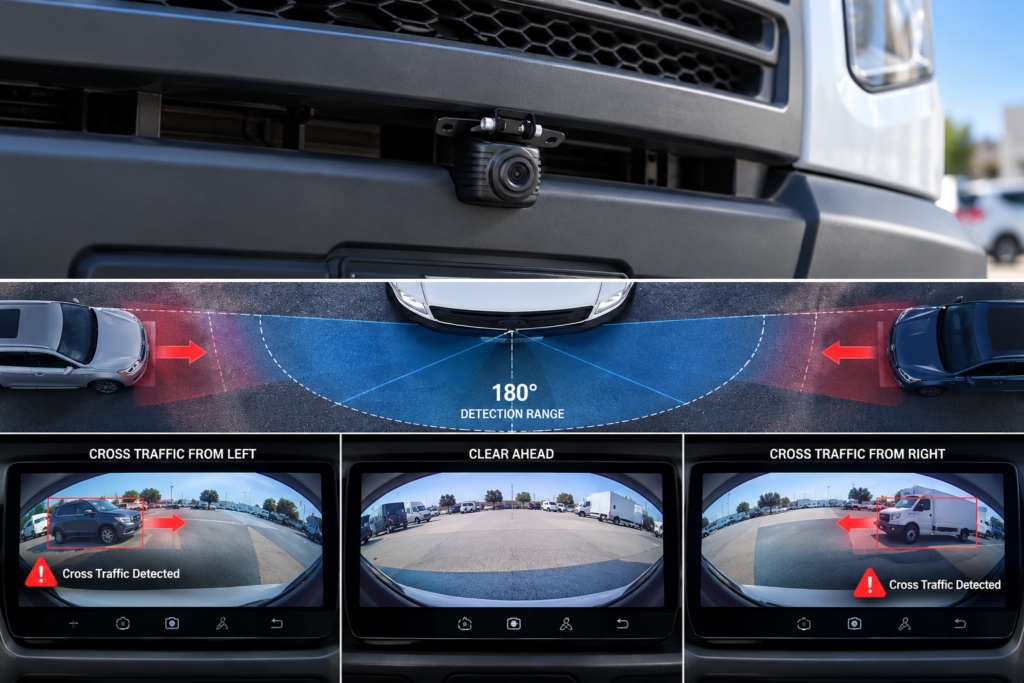 180°
DETECTION RANGE
CROSS TRAFFIC FROM LEFT
CLEAR AHEAD
CROSS TRAFFIC FROM RIGHT
Cross Traffic Detected
Cross Traffic Detected